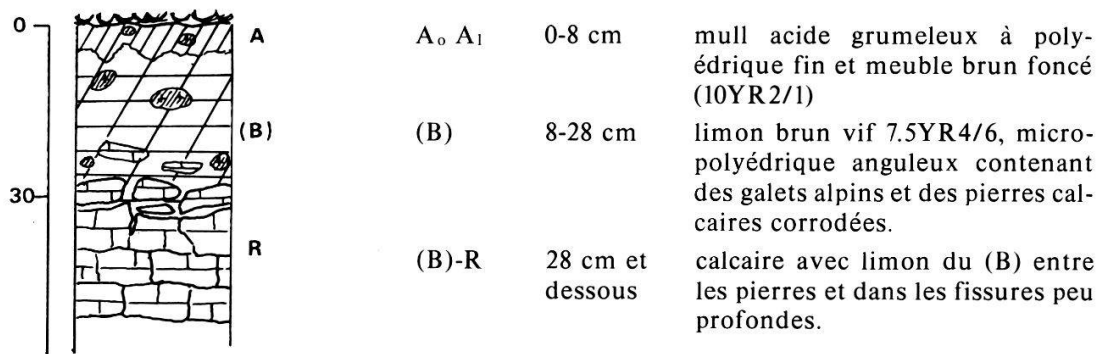 0
A
(B)
30
R
A₀ A₁ 0-8 cm mull acide grumeleux à poly-
édrique fin et meuble brun foncé
(10YR2/1)
(B) 8-28 cm limon brun vif 7.5YR4/6, micro-
polyédrique anguleux contenant
des galets alpins et des pierres cal-
caires corrodées.
(B)-R 28 cm et calcaire avec limon du (B) entre
dessous les pierres et dans les fissures peu
profondes.